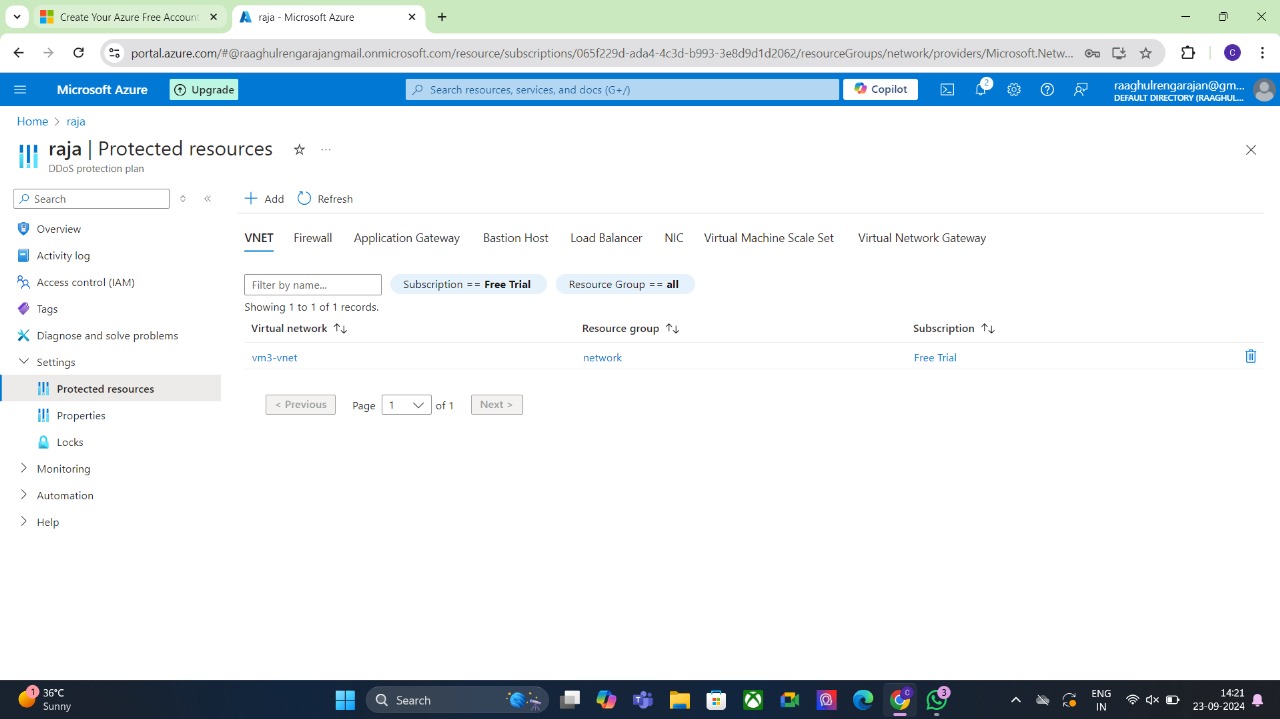 Create Your Azure Free Account
raja - Microsoft Azure
portal.azure.com/#@raaghulrengarajangmail.onmicrosoft.com/resource/subscriptions/065f229d-ada4-4c3d-b993-3e8d9d1d2062/resourceGroups/network/providers/Microsoft.Netw...
C
Microsoft Azure
Upgrade
Search resources, services, and docs (G+/)
Copilot
2
raaghulrengarajan@gm...
DEFAULT DIRECTORY (RAAGHUL...
Home > raja
raja | Protected resources
DDoS protection plan
Search
Add
Refresh
Overview
Activity log
Access control (IAM)
Tags
Diagnose and solve problems
Settings
Protected resources
Properties
Locks
Monitoring
Automation
Help
VNET Firewall Application Gateway Bastion Host Load Balancer NIC Virtual Machine Scale Set Virtual Network Gateway
Filter by name...
Subscription == Free Trial
Resource Group == all
Showing 1 to 1 of 1 records.
Virtual network Resource group Subscription
vm3-vnet network Free Trial
< Previous Page 1 of 1 Next >
1
36°C
Sunny
Search
C
3
ENG
IN
14:21
23-09-2024